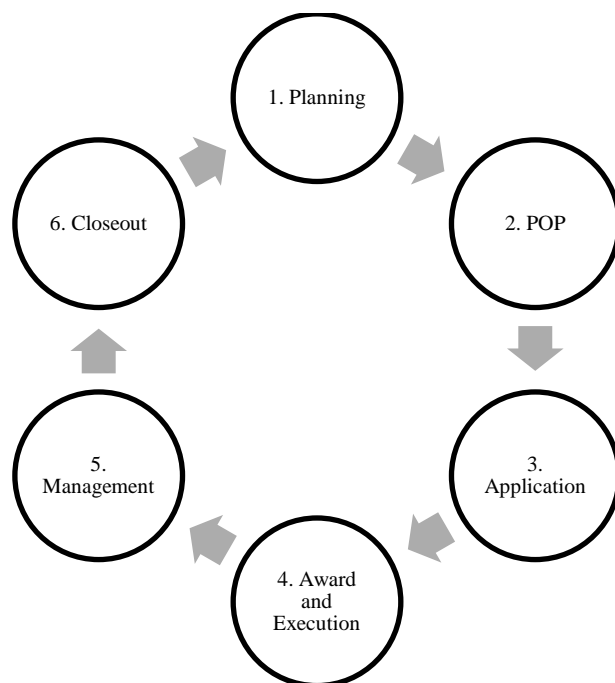 1. Planning
2. POP
3.
Application
4. Award
and
Execution
5.
Management
6. Closeout